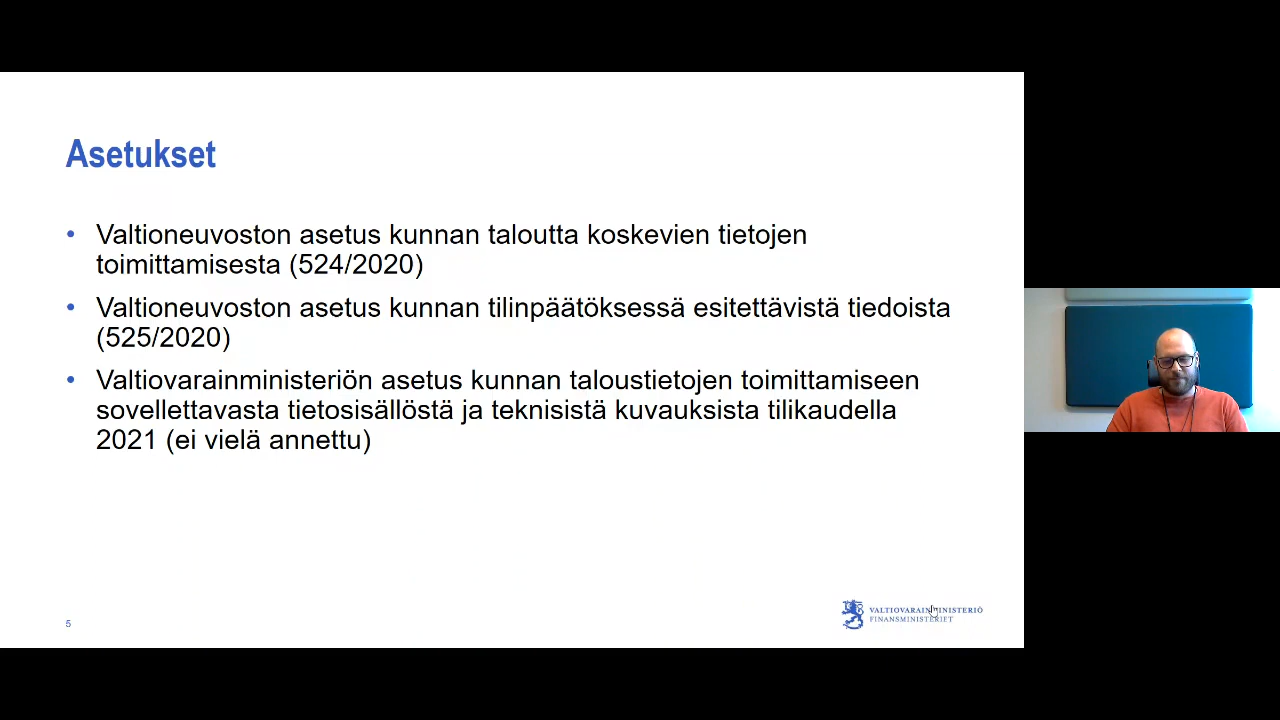 Asetukset
• Valtioneuvoston asetus kunnan taloutta koskevien tietojen
toimittamisesta (524/2020)
• Valtioneuvoston asetus kunnan tilinpäätöksessä esitettävistä tiedoista
(525/2020)
• Valtiovarainministeriön asetus kunnan taloustietojen toimittamiseen
sovellettavasta tietosisällöstä ja teknisistä kuvauksista tilikaudella
2021 (ei vielä annettu)
5
VALTIOVARAINMINISTERIÖ
FINANSMINISTERIET